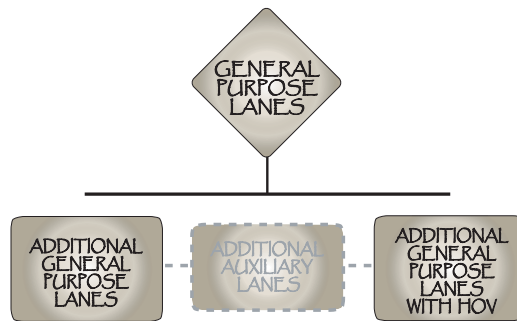 GENERAL
PURPOSE
LANES
ADDITIONAL
GENERAL
PURPOSE
LANES
ADDITIONAL
AUXILIARY
LANES
ADDITIONAL
GENERAL
PURPOSE
LANES
WITH HOV